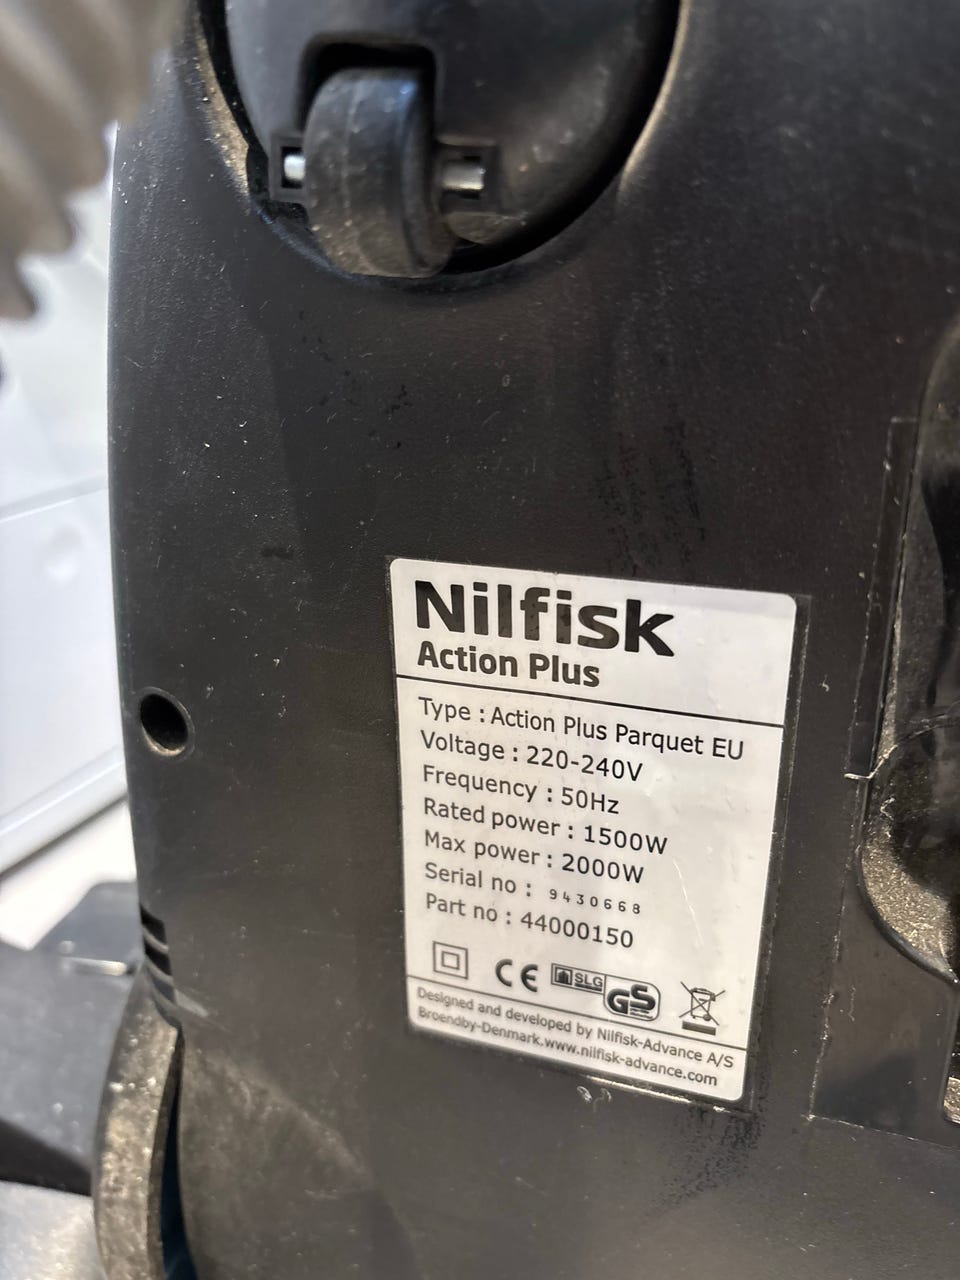 Nilfisk
Action Plus
Type : Action Plus Parquet EU
Voltage : 220-240V
Frequency : 50Hz
Rated power : 1500W
Max power : 2000W
Serial no : 9430668
Part no : 44000150
CE SLG GS
Designed and developed by Nilfisk-Advance A/S
Broendby-Denmark.www.nilfisk-advance.com